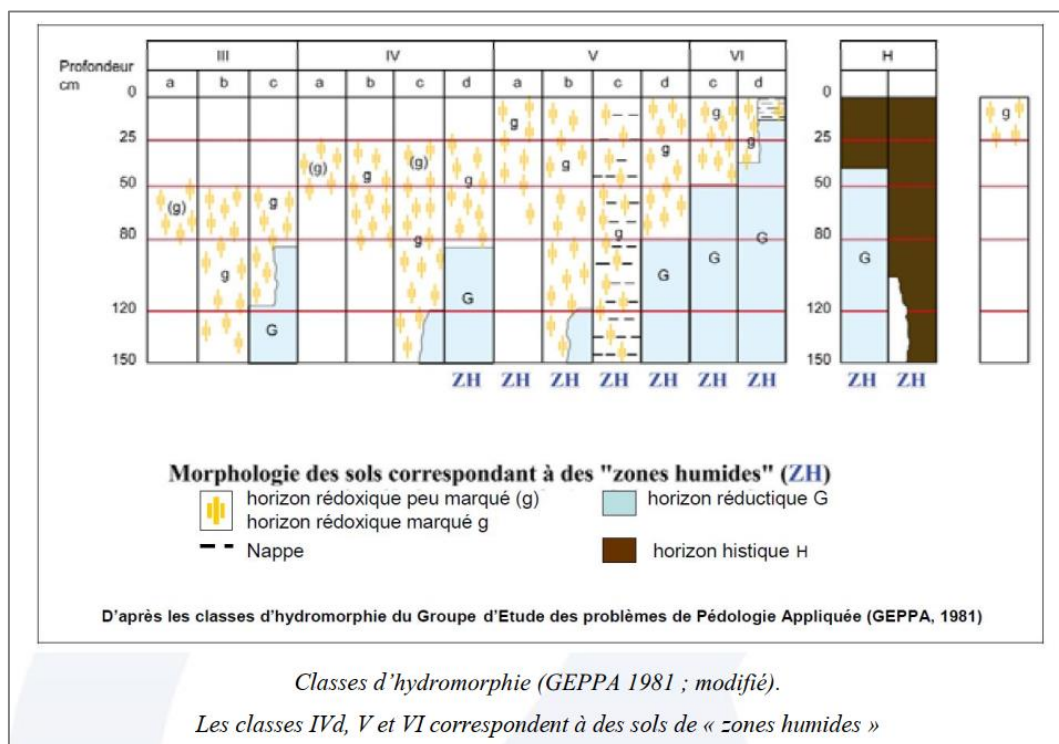 III IV V VI H
Profondeur
cm a b c a b c d a b c d c d
0 0
g g g
25 25
g
(g) g (g) g g g
50 50
(g) g
80 g g 80
g G G G G
G G
120 120
150 150
ZH ZH ZH ZH ZH ZH ZH ZH ZH
Morphologie des sols correspondant à des "zones humides" (ZH)
horizon rédoxique peu marqué (g) horizon réductique G
horizon rédoxique marqué g
Nappe horizon histique H
D'après les classes d'hydromorphie du Groupe d'Etude des problèmes de Pédologie Appliquée (GEPPA, 1981)
Classes d'hydromorphie (GEPPA 1981 ; modifié).
Les classes IVd, V et VI correspondent à des sols de « zones humides »